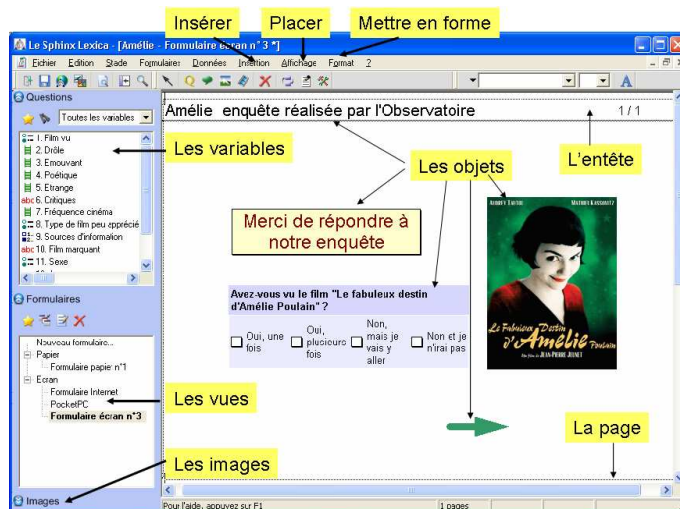 Insérer
Placer
Mettre en forme
Le Sphinx Lexica - [Amélie - Formulaire écran n°3 *]
Fichier Edition Stade Formulaires Données Insertion Affichage Format ?
Questions
Toutes les variables
1. Film vu
2. Drôle
3. Emouvant
4. Poétique
5. Etrange
abc 6. Critiques
7. Fréquence cinéma
8. Type de film peu apprécié
9. Sources d'information
abc 10. Film marquant
11. Sexe
Les variables
Formulaires
Nouveau formulaire...
Papier
Formulaire papier n°1
Ecran
Formulaire Internet
PocketPC
Formulaire écran n°3
Les vues
Les images
Images
Amélie enquête réalisée par l'Observatoire
1 / 1
L'entête
Les objets
Merci de répondre à
notre enquête
AUDREY TAUTOU
MATHIEU KASSOVITZ
Le Fabuleux Destin
d'Amélie Poulain
Un film de JEAN-PIERRE JEUNET
Avez-vous vu le film "Le fabuleux destin
d'Amélie Poulain" ?
Oui, une
fois
Oui,
plusieurs
fois
Non,
mais je
vais y
aller
Non et je
n'irai pas
La page
Pour l'aide, appuyez sur F1
1 pages